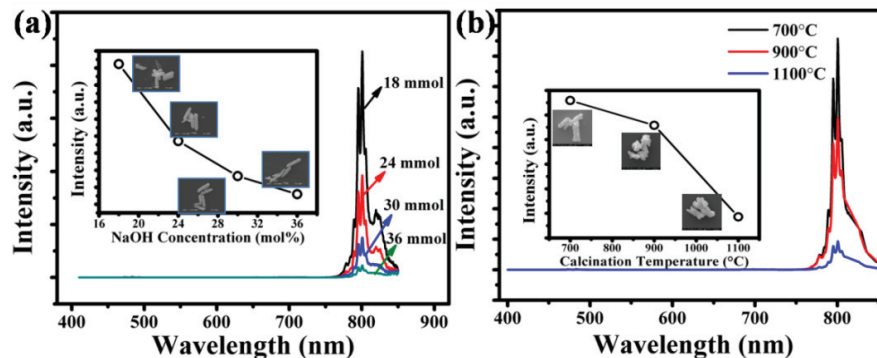 (a)
Intensity (a.u.)
Intensity (a.u.)
16 20 24 28 32 36
NaOH Concentration (mol%)
18 mmol
24 mmol
30 mmol
36 mmol
400 500 600 700 800 900
Wavelength (nm)
(b)
700°C
900°C
1100°C
Intensity (a.u.)
Intensity (a.u.)
700 800 900 1000 1100
Calcination Temperature (°C)
400 500 600 700 800
Wavelength (nm)